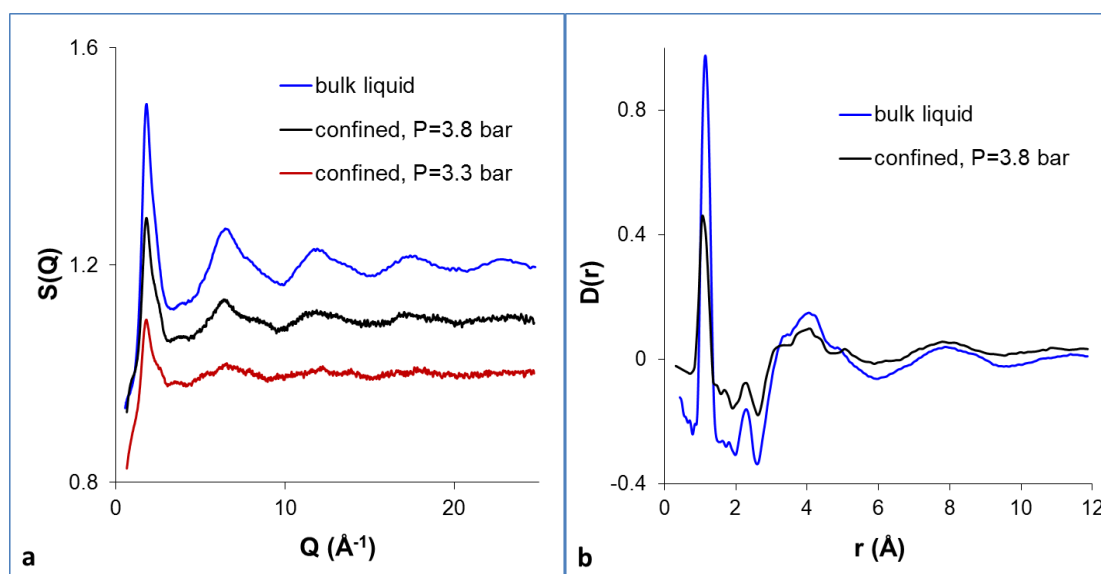 1.6
bulk liquid
confined, P=3.8 bar
confined, P=3.3 bar
1.2
S(Q)
0.8
0
10
20
Q (Å⁻¹)
a
0.8
bulk liquid
confined, P=3.8 bar
0.4
D(r)
0
-0.4
0
2
4
6
8
10
12
r (Å)
b